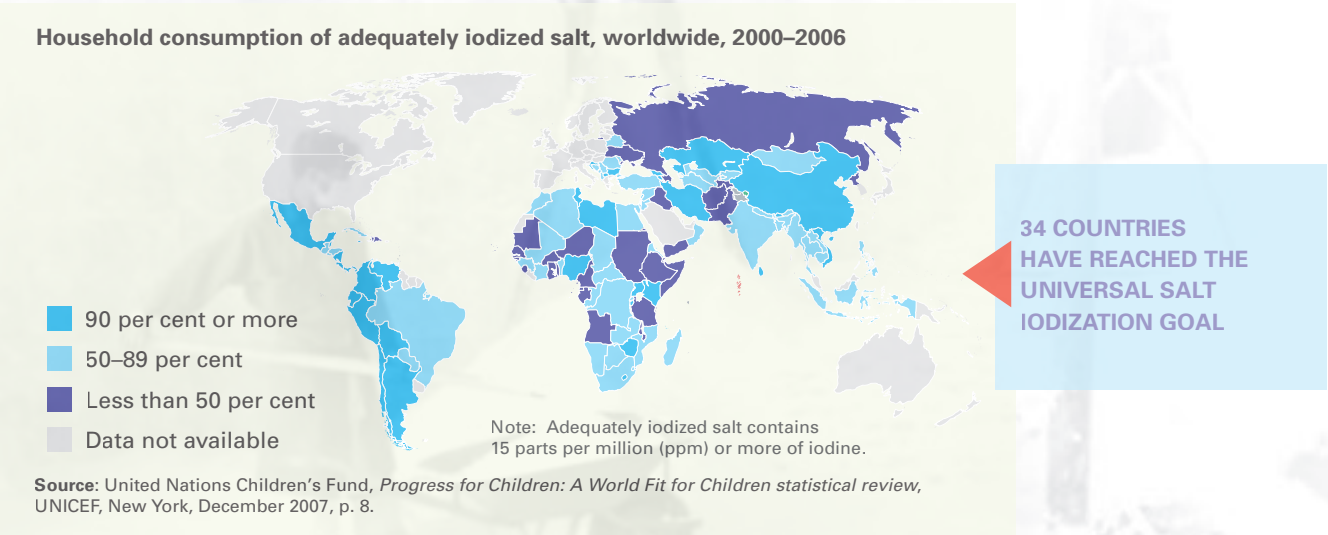 Household consumption of adequately iodized salt, worldwide, 2000–2006
90 per cent or more
50–89 per cent
Less than 50 per cent
Data not available
Note: Adequately iodized salt contains
15 parts per million (ppm) or more of iodine.
Source: United Nations Children’s Fund, Progress for Children: A World Fit for Children statistical review,
UNICEF, New York, December 2007, p. 8.
34 COUNTRIES
HAVE REACHED THE
UNIVERSAL SALT
IODIZATION GOAL